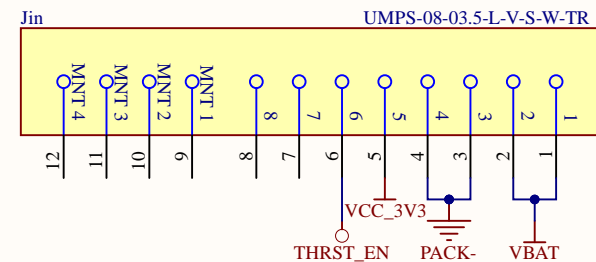 Jin UMPS-08-03.5-L-V-S-W-TR
MNT 4 MNT 3 MNT 2 MNT 1 8 7 6 5 4 3 2 1
12 11 10 9 8 7 6 5 4 3 2 1
VCC_3V3
THRST_EN PACK- VBAT